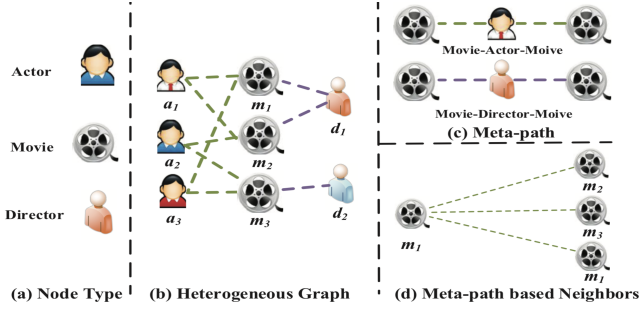 Actor
Movie
Director
(a) Node Type
a1
a2
a3
m1
m2
m3
d1
d2
(b) Heterogeneous Graph
Movie-Actor-Moive
Movie-Director-Moive
(c) Meta-path
m1
m2
m3
m1
(d) Meta-path based Neighbors